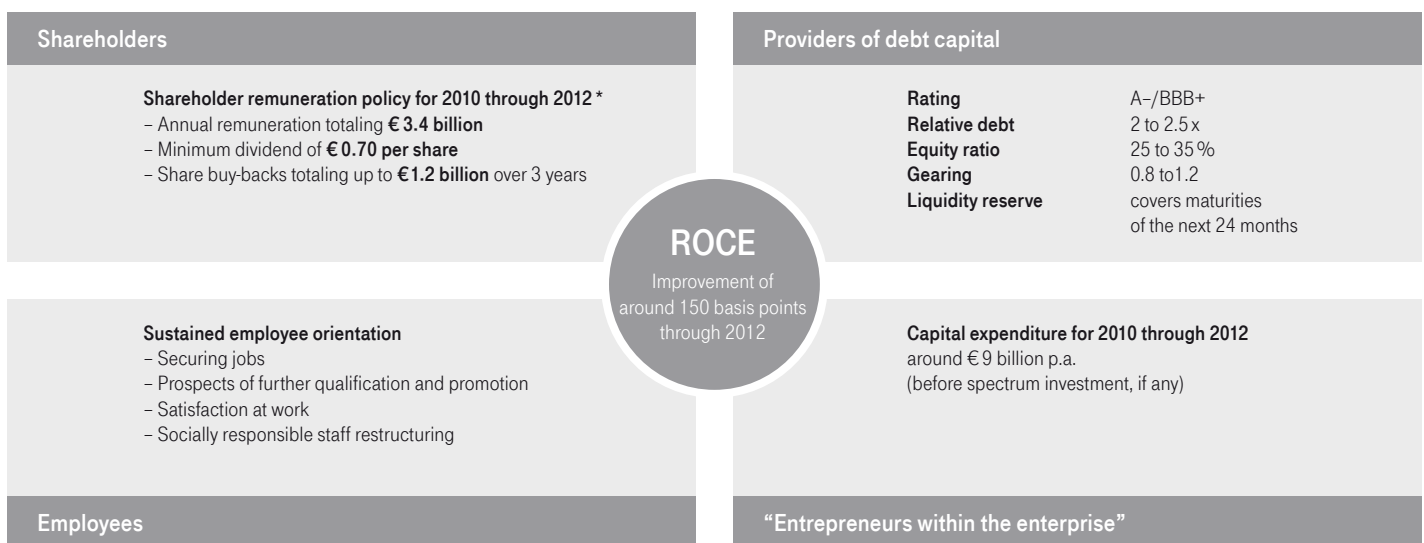 Shareholders
Shareholder remuneration policy for 2010 through 2012 *
– Annual remuneration totaling € 3.4 billion
– Minimum dividend of € 0.70 per share
– Share buy-backs totaling up to €1.2 billion over 3 years
Providers of debt capital
Rating A–/BBB+
Relative debt 2 to 2.5 x
Equity ratio 25 to 35 %
Gearing 0.8 to1.2
Liquidity reserve covers maturities
of the next 24 months
ROCE
Improvement of
around 150 basis points
through 2012
Sustained employee orientation
– Securing jobs
– Prospects of further qualification and promotion
– Satisfaction at work
– Socially responsible staff restructuring
Employees
Capital expenditure for 2010 through 2012
around € 9 billion p.a.
(before spectrum investment, if any)
“Entrepreneurs within the enterprise”